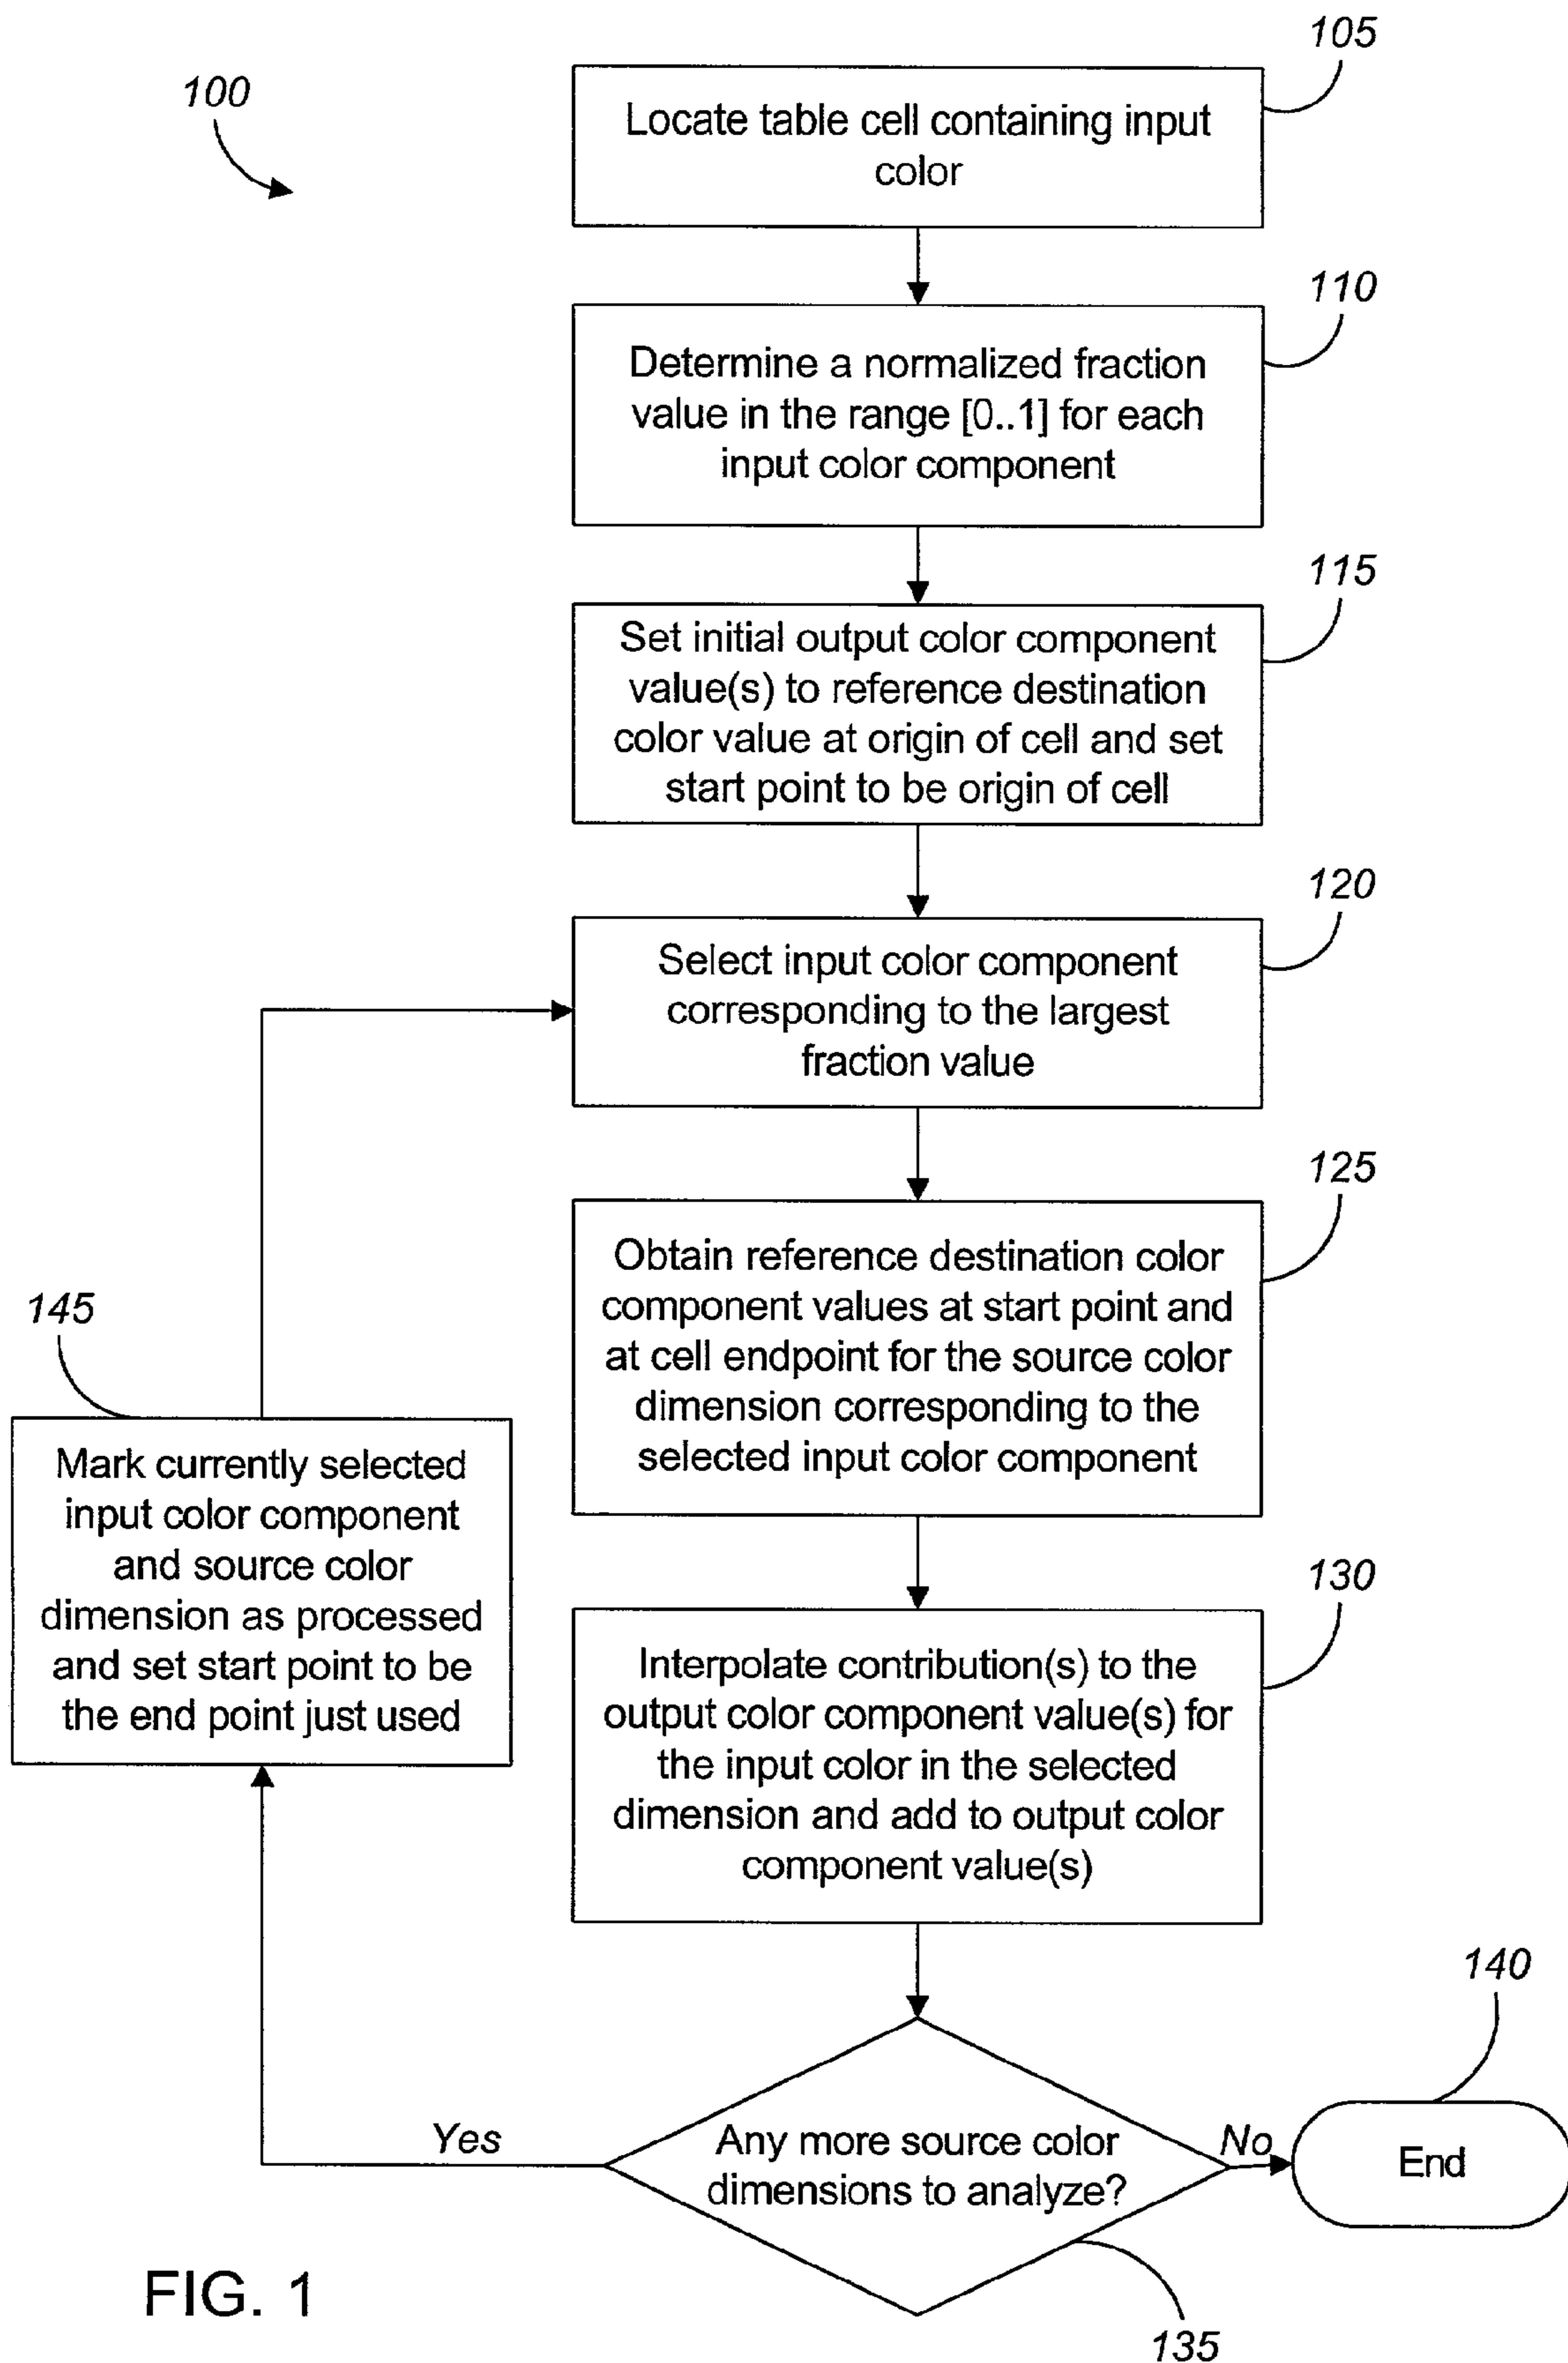 100
105
Locate table cell containing input
color
110
Determine a normalized fraction
value in the range [0..1] for each
input color component
115
Set initial output color component
value(s) to reference destination
color value at origin of cell and set
start point to be origin of cell
120
Select input color component
corresponding to the largest
fraction value
125
Obtain reference destination color
component values at start point and
at cell endpoint for the source color
dimension corresponding to the
selected input color component
145
Mark currently selected
input color component
and source color
dimension as processed
and set start point to be
the end point just used
130
Interpolate contribution(s) to the
output color component value(s) for
the input color in the selected
dimension and add to output color
component value(s)
140
Yes
Any more source color
dimensions to analyze?
No
End
135
FIG. 1